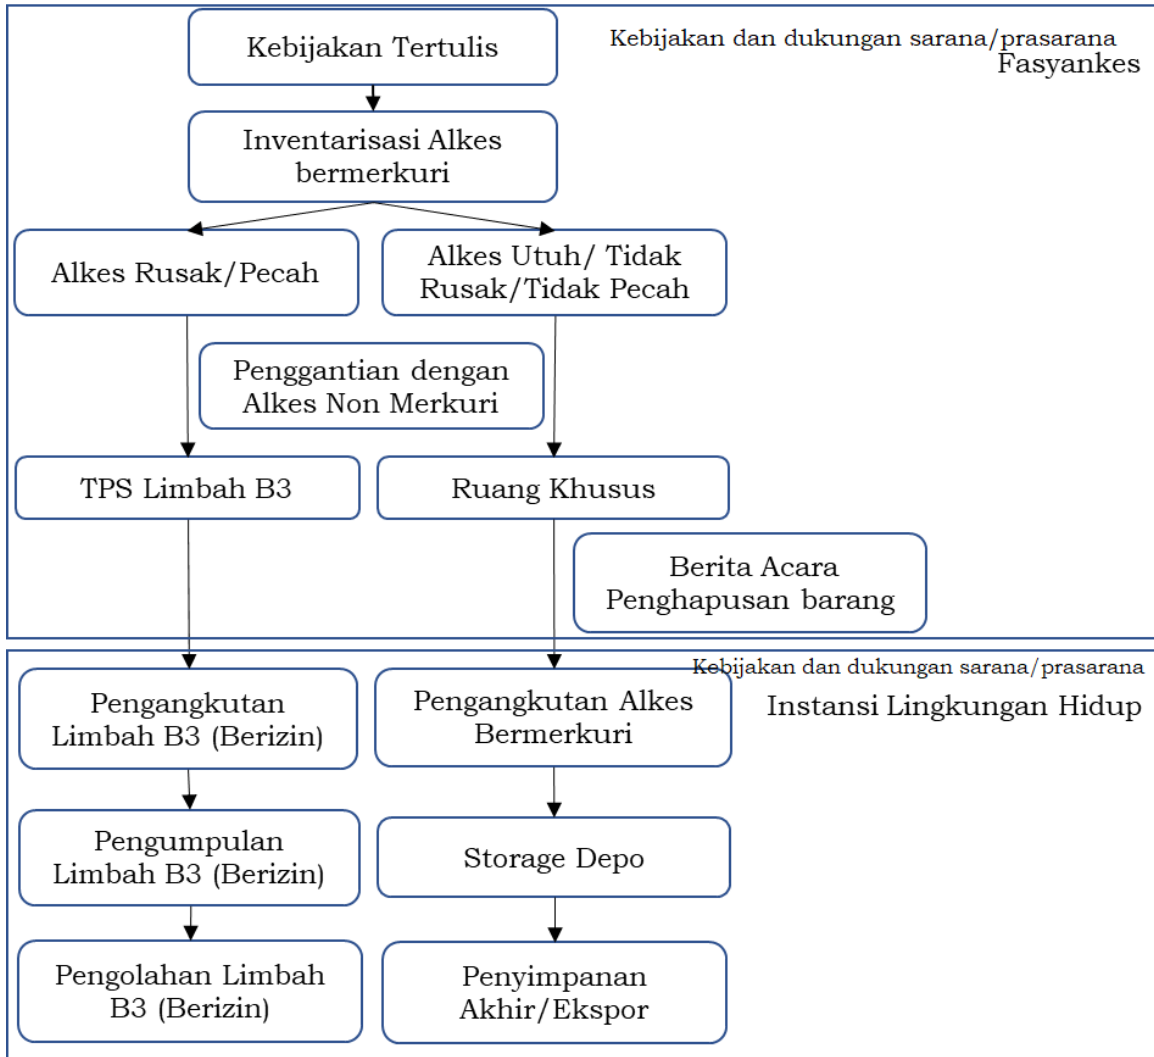 Kebijakan Tertulis
Kebijakan dan dukungan sarana/prasarana
Fasyankes
Inventarisasi Alkes
bermerkuri
Alkes Rusak/Pecah
Alkes Utuh/ Tidak
Rusak/Tidak Pecah
Penggantian dengan
Alkes Non Merkuri
TPS Limbah B3
Ruang Khusus
Berita Acara
Penghapusan barang
Kebijakan dan dukungan sarana/prasarana
Instansi Lingkungan Hidup
Pengangkutan
Limbah B3 (Berizin)
Pengangkutan Alkes
Bermerkuri
Pengumpulan
Limbah B3 (Berizin)
Storage Depo
Pengolahan Limbah
B3 (Berizin)
Penyimpanan
Akhir/Ekspor